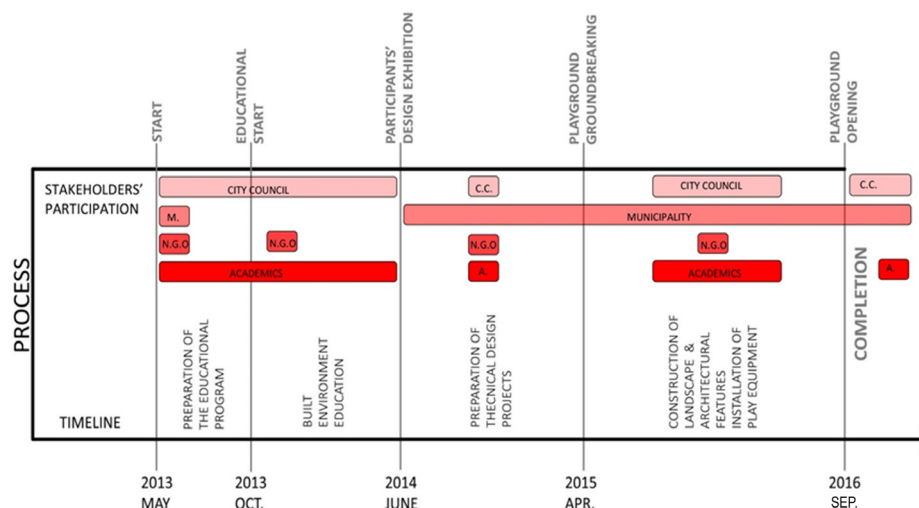 START
EDUCATIONAL
START
PARTICIPANTS'
DESIGN EXHIBITION
PLAYGROUND
GROUNDBREAKING
PLAYGROUND
OPENING
STAKEHOLDERS'
PARTICIPATION
CITY COUNCIL
C.C.
CITY COUNCIL
C.C.
M.
MUNICIPALITY
N.G.O
N.G.O
N.G.O
N.G.O
ACADEMICS
A.
ACADEMICS
A.
PROCESS
COMPLETION
PREPARATION OF
THE EDUCATIONAL
PROGRAM
BUILT
ENVIRONMENT
EDUCATION
PREPARATION OF
THECNICAL DESIGN
PROJECTS
CONSTRUCTION OF
LANDSCAPE &
ARCHITECTURAL
FEATURES
INSTALLATION OF
PLAY EQUIPMENT
TIMELINE
2013
MAY
2013
OCT.
2014
JUNE
2015
APR.
2016
SEP.